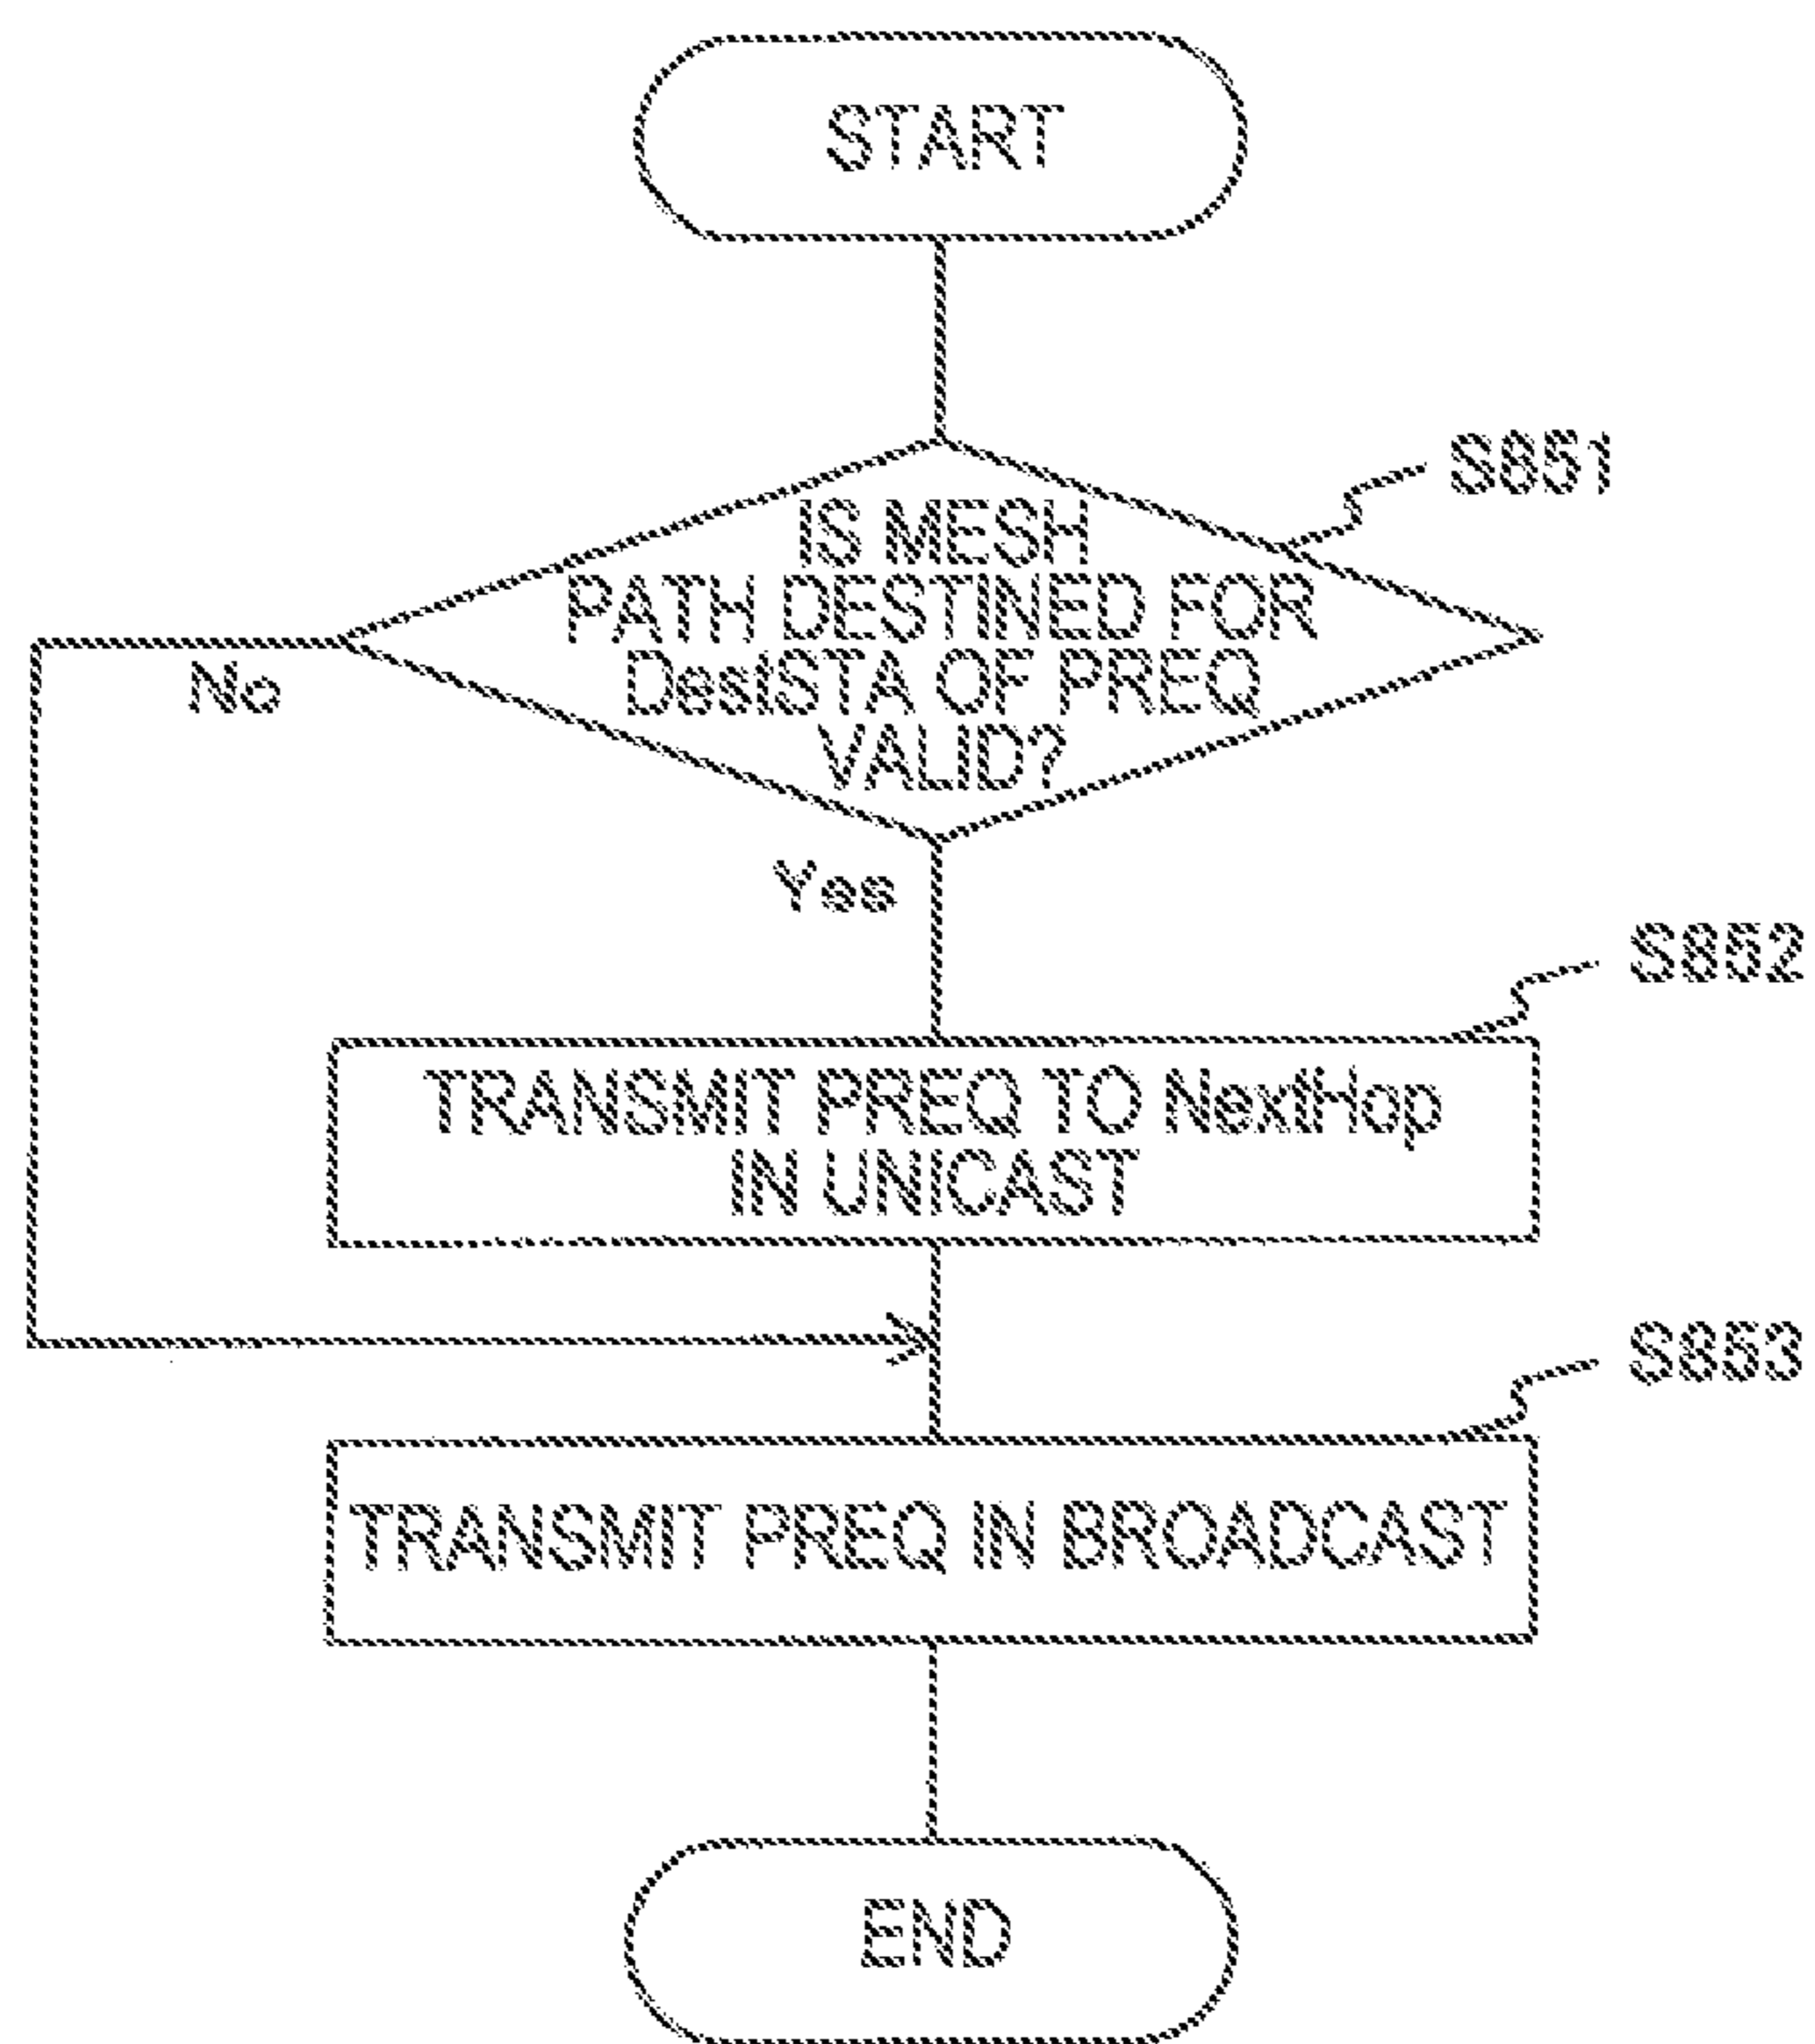 START
S851
IS MESH
PATH DESTINED FOR
DestSTA OF PREQ
VALID?
No
Yes
S852
TRANSMIT PREQ TO NextHop
IN UNICAST
S853
TRANSMIT PREQ IN BROADCAST
END